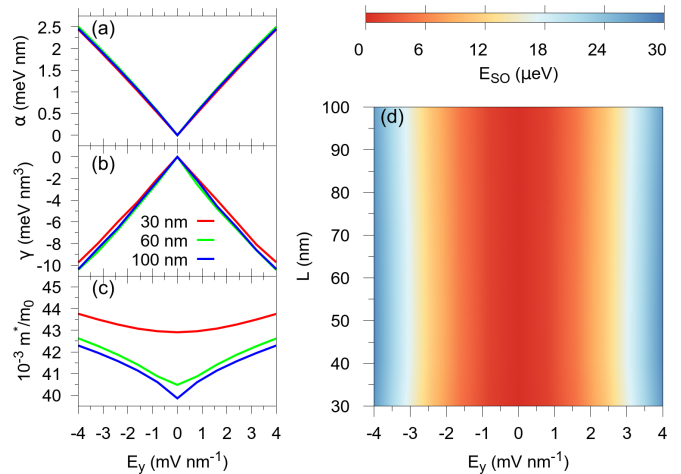 (a)
α (meV nm)
2.5
2
1.5
1
0.5
0
(b)
γ (meV nm³)
0
-2
-4
-6
-8
-10
30 nm
60 nm
100 nm
(c)
10⁻³ m*/m₀
45
44
43
42
41
40
-4 -3 -2 -1 0 1 2 3 4
E_y (mV nm⁻¹)
0 6 12 18 24 30
E_SO (μeV)
(d)
L (nm)
100
90
80
70
60
50
40
30
-4 -3 -2 -1 0 1 2 3 4
E_y (mV nm⁻¹)